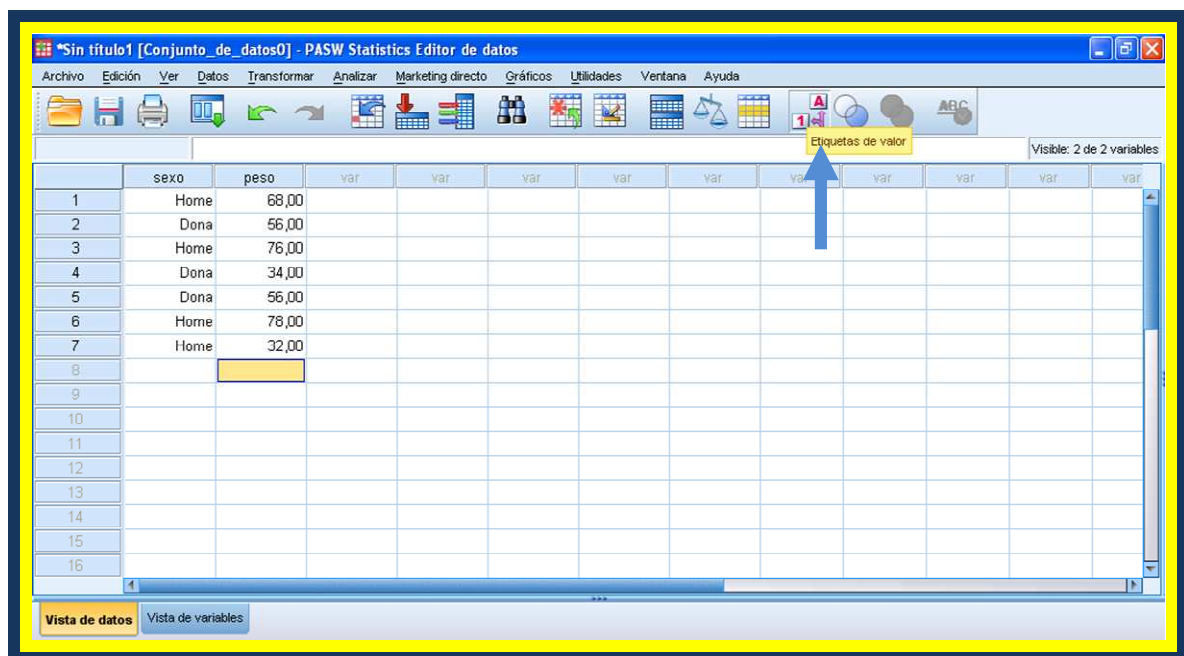 *Sin título1 [Conjunto_de_datos0] - PASW Statistics Editor de datos
Archivo Edición Ver Datos Transformar Analizar Marketing directo Gráficos Utilidades Ventana Ayuda
A
1
ABC
Etiquetas de valor
Visible: 2 de 2 variables
sexo peso var var var var var var var var var var
1 Home 68,00
2 Dona 56,00
3 Home 76,00
4 Dona 34,00
5 Dona 56,00
6 Home 78,00
7 Home 32,00
8
9
10
11
12
13
14
15
16
Vista de datos Vista de variables